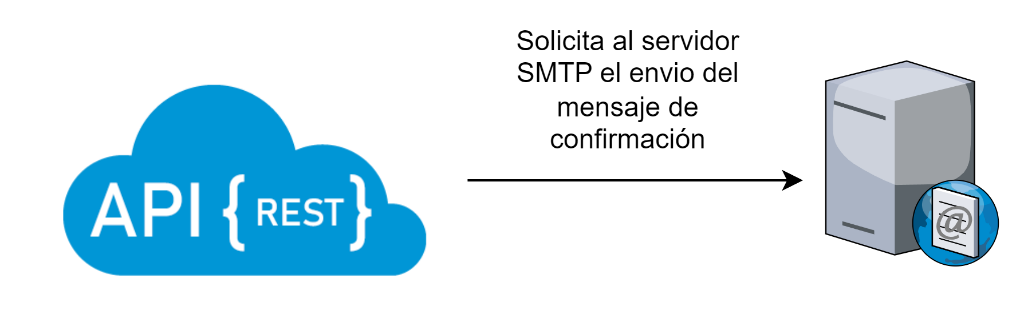 Solicita al servidor
SMTP el envio del
mensaje de
confirmación
API { REST }
@